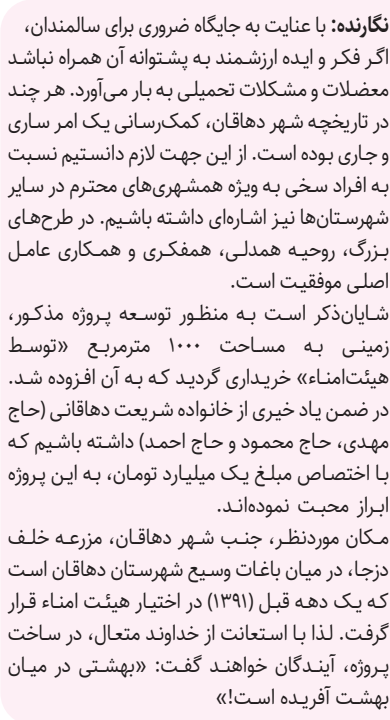 نگارنده: با عنایت به جایگاه ضروری برای سالمندان،
اگر فکر و ایده ارزشمند به پشتوانه آن همراه نباشد
معضلات و مشکلات تحمیلی به بار می‌آورد. هر چند
در تاریخچه شهر دهاقان، کمک‌رسانی یک امر ساری
و جاری بوده است. از این جهت لازم دانستیم نسبت
به افراد سخی به ویژه همشهری‌های محترم در سایر
شهرستان‌ها نیز اشاره‌ای داشته باشیم. در طرح‌های
بزرگ، روحیه همدلی، همفکری و همکاری عامل
اصلی موفقیت است.
شایان‌ذکر است به منظور توسعه پروژه مذکور،
زمینی به مساحت ۱۰۰۰ مترمربع «توسط
هیئت‌امناء» خریداری گردید که به آن افزوده شد.
در ضمن یاد خیری از خانواده شریعت دهاقانی (حاج
مهدی، حاج محمود و حاج احمد) داشته باشیم که
با اختصاص مبلغ یک میلیارد تومان، به این پروژه
ابراز محبت نموده‌اند.
مکان موردنظر، جنب شهر دهاقان، مزرعه خلف
دزجا، در میان باغات وسیع شهرستان دهاقان است
که یک دهه قبل (۱۳۹۱) در اختیار هیئت امناء قرار
گرفت. لذا با استعانت از خداوند متعال، در ساخت
پروژه، آیندگان خواهند گفت: «بهشتی در میان
بهشت آفریده است!»